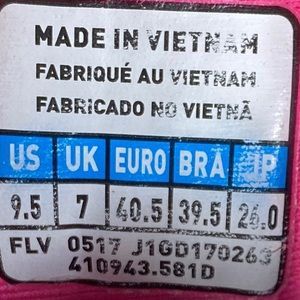 MADE IN VIETNAM
FABRIQUÉ AU VIETNAM
FABRICADO NO VIETNÃ
US UK EURO BRA JP
9.5 7 40.5 39.5 26.0
FLV 0517 J1GD170263
410943.581D